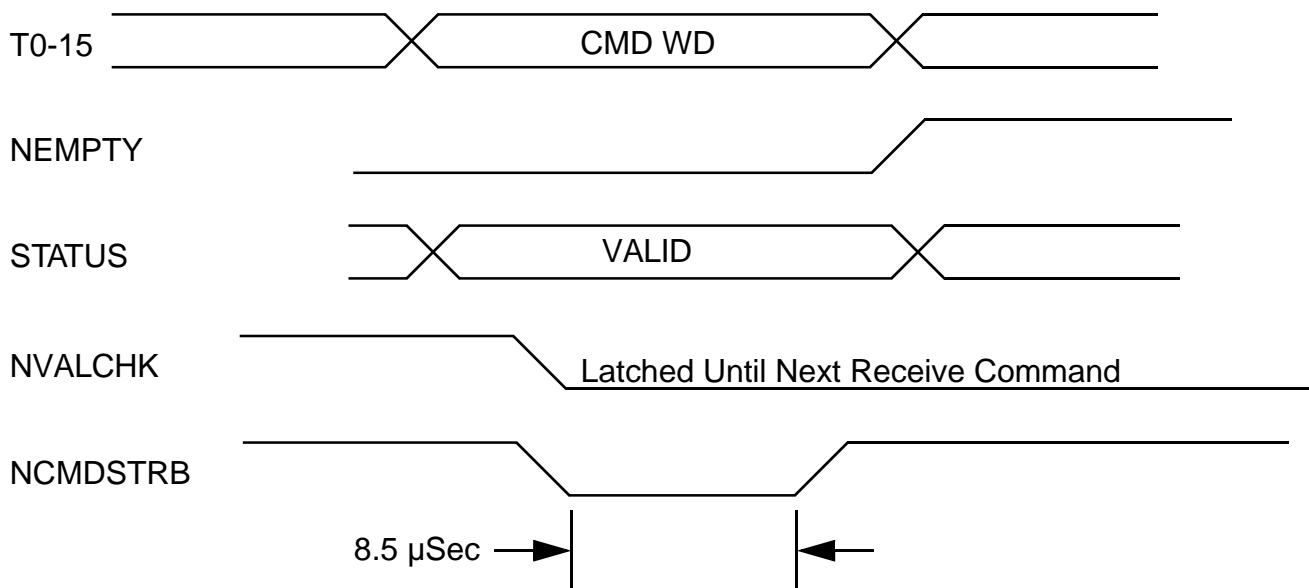 T0-15
CMD WD
NEMPTY
STATUS
VALID
NVALCHK
Latched Until Next Receive Command
NCMDSTRB
8.5 µSec